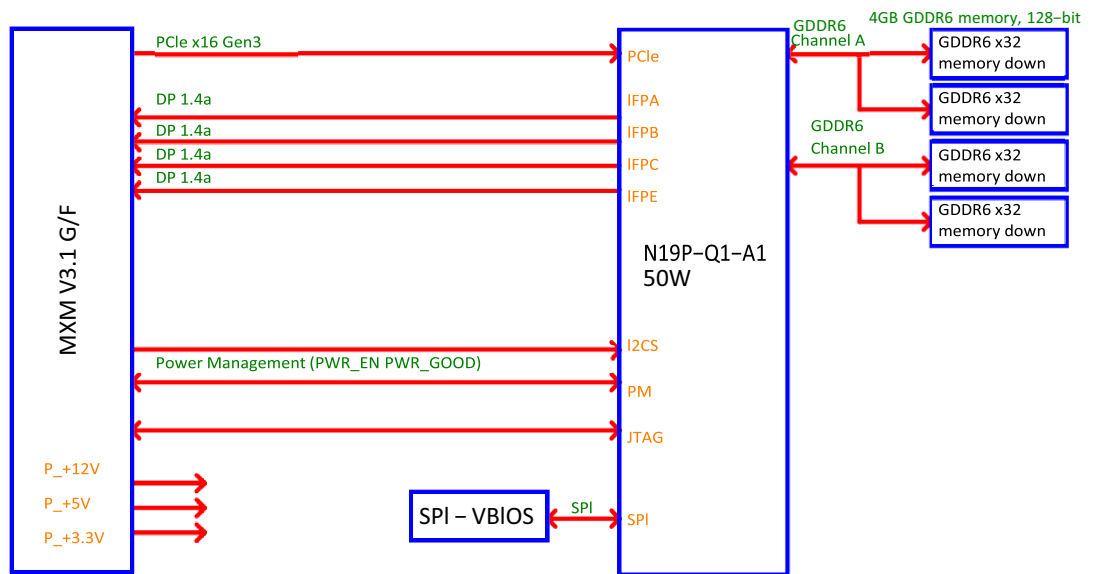 MXM V3.1 G/F
P_+12V
P_+5V
P_+3.3V
PCIe x16 Gen3
DP 1.4a
DP 1.4a
DP 1.4a
DP 1.4a
Power Management (PWR_EN PWR_GOOD)
SPI – VBIOS
SPI
PCIe
IFPA
IFPB
IFPC
IFPE
N19P–Q1–A1
50W
I2CS
PM
JTAG
SPI
GDDR6
Channel A
GDDR6
Channel B
4GB GDDR6 memory, 128–bit
GDDR6 x32
memory down
GDDR6 x32
memory down
GDDR6 x32
memory down
GDDR6 x32
memory down